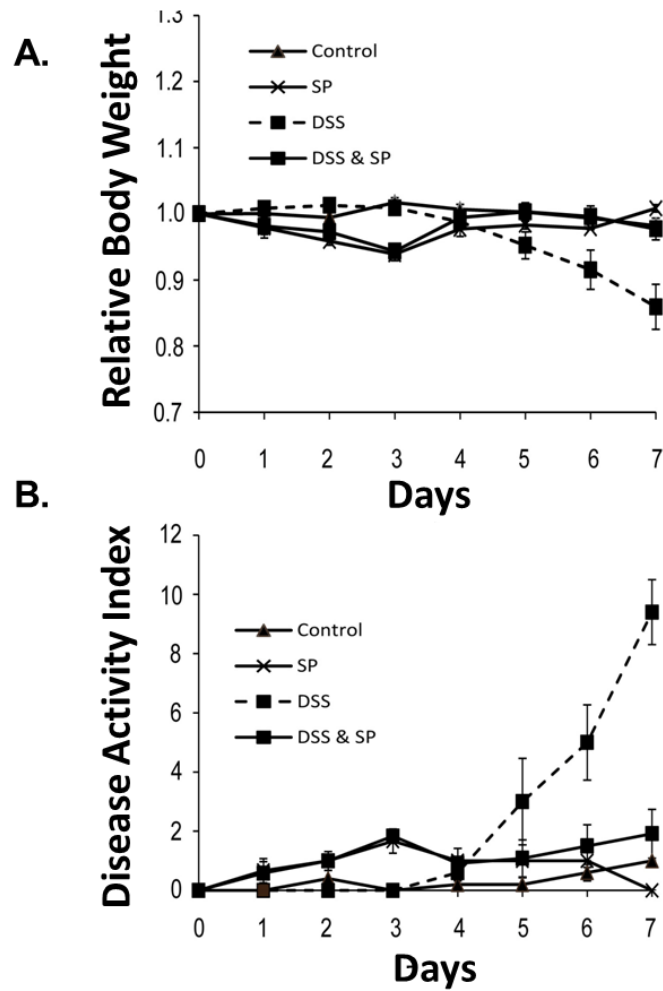 A.
Relative Body Weight
1.3
1.2
1.1
1.0
0.9
0.8
0.7
Control
SP
DSS
DSS & SP
0 1 2 3 4 5 6 7
Days
B.
Disease Activity Index
12
10
8
6
4
2
0
Control
SP
DSS
DSS & SP
0 1 2 3 4 5 6 7
Days